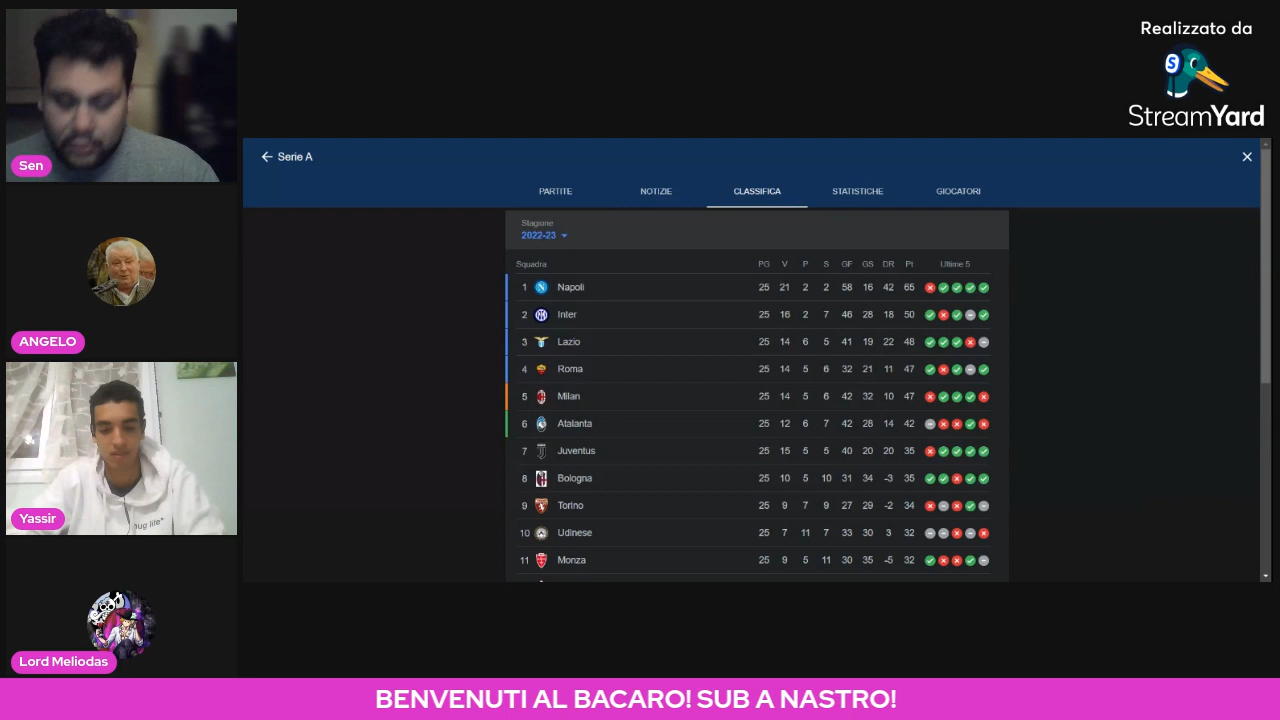 Realizzato da
StreamYard
Sen
ANGELO
Yassir
Lord Meliodas
Serie A
PARTITE NOTIZIE CLASSIFICA STATISTICHE GIOCATORI
Stagione
2022-23
Squadra PG V P S GF GS DR Pt Ultime 5
1 Napoli 25 21 2 2 58 16 42 65
2 Inter 25 16 2 7 46 28 18 50
3 Lazio 25 14 6 5 41 19 22 48
4 Roma 25 14 5 6 32 21 11 47
5 Milan 25 14 5 6 42 32 10 47
6 Atalanta 25 12 6 7 42 28 14 42
7 Juventus 25 15 5 5 40 20 20 35
8 Bologna 25 10 5 10 31 34 -3 35
9 Torino 25 9 7 9 27 29 -2 34
10 Udinese 25 7 11 7 33 30 3 32
11 Monza 25 9 5 11 30 35 -5 32
BENVENUTI AL BACARO! SUB A NASTRO!